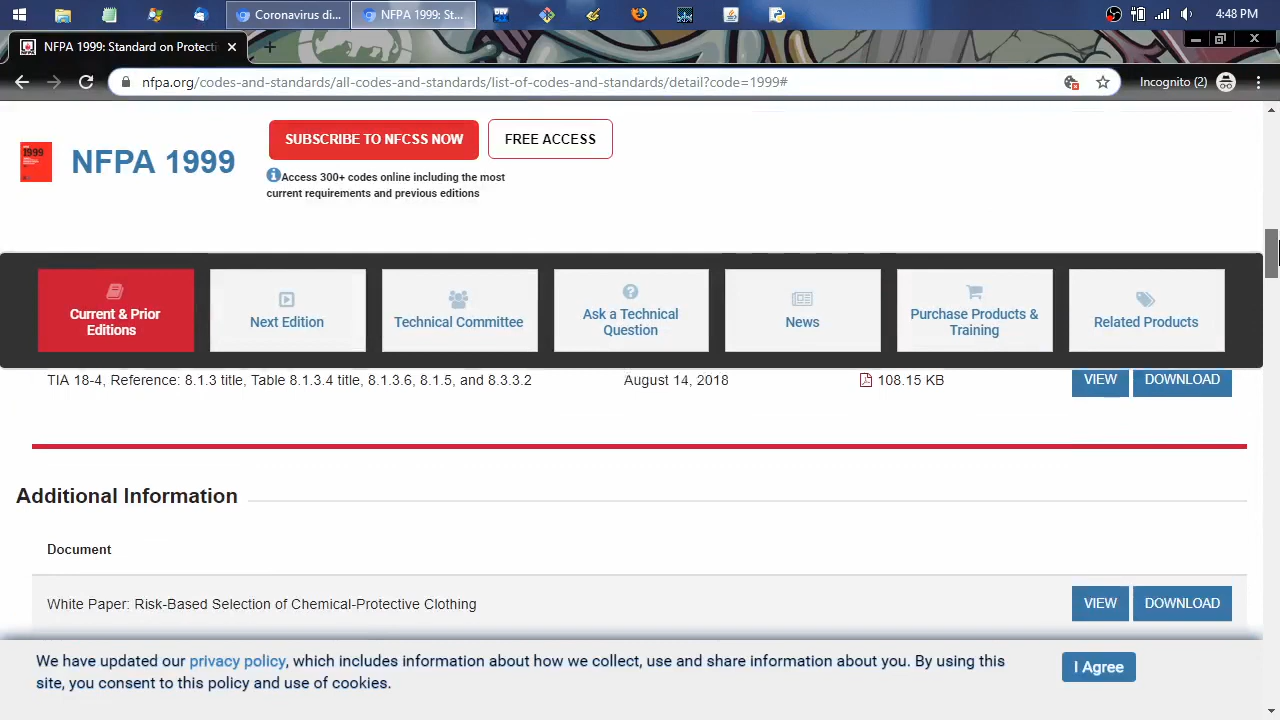 Coronavirus di...
NFPA 1999: St...
4:48 PM
NFPA 1999: Standard on Protecti
nfpa.org/codes-and-standards/all-codes-and-standards/list-of-codes-and-standards/detail?code=1999#
Incognito (2)
1999
NFPA 1999
SUBSCRIBE TO NFCSS NOW
FREE ACCESS
Access 300+ codes online including the most
current requirements and previous editions
Current & Prior
Editions
Next Edition
Technical Committee
Ask a Technical
Question
News
Purchase Products &
Training
Related Products
TIA 18-4, Reference: 8.1.3 title, Table 8.1.3.4 title, 8.1.3-6, 8.1.5, and 8.3.3.2
August 14, 2018
108.15 KB
VIEW
DOWNLOAD
Additional Information
Document
White Paper: Risk-Based Selection of Chemical-Protective Clothing
VIEW
DOWNLOAD
We have updated our privacy policy, which includes information about how we collect, use and share information about you. By using this
site, you consent to this policy and use of cookies.
I Agree